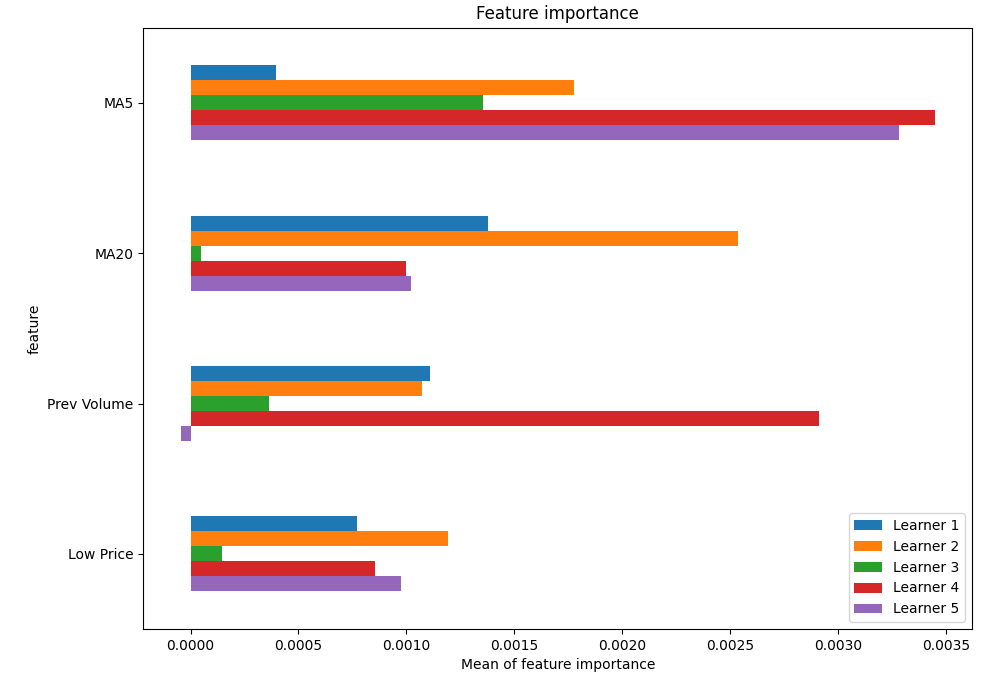 Feature importance
MA5
MA20
feature
Prev Volume
Low Price
Learner 1
Learner 2
Learner 3
Learner 4
Learner 5
0.0000 0.0005 0.0010 0.0015 0.0020 0.0025 0.0030 0.0035
Mean of feature importance